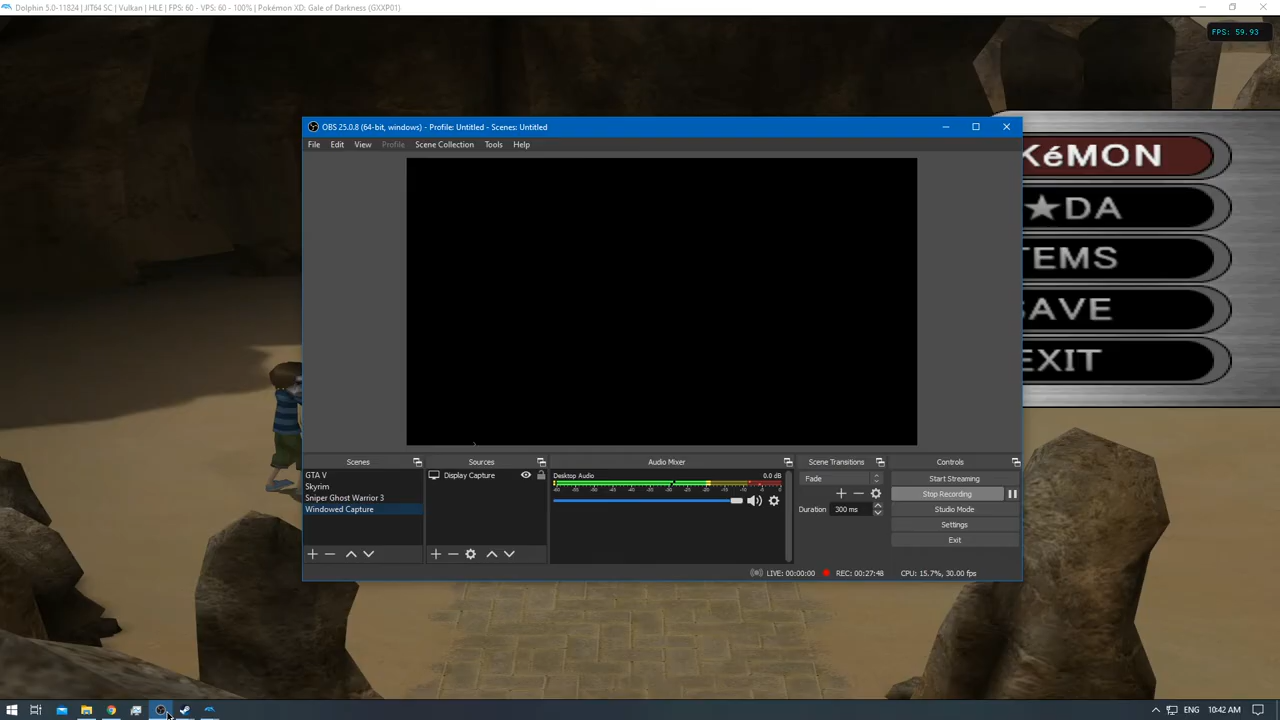 Dolphin 5.0-11824 | JIT64 SC | Vulkan | HLE | FPS: 60 - VPS: 60 - 100% | Pokémon XD: Gale of Darkness (GXXP01)
FPS: 59.93
OBS 25.0.8 (64-bit, windows) - Profile: Untitled - Scenes: Untitled
File Edit View Profile Scene Collection Tools Help
KéMON
★DA
TEMS
SAVE
EXIT
Scenes
GTA V
Skyrim
Sniper Ghost Warrior 3
Windowed Capture
Sources
Display Capture
Audio Mixer
Desktop Audio 0.0 dB
Scene Transitions
Fade
Duration 300 ms
Controls
Start Streaming
Stop Recording
Studio Mode
Settings
Exit
LIVE: 00:00:00 REC: 00:27:48 CPU: 15.7%, 30.00 fps
ENG 10:42 AM